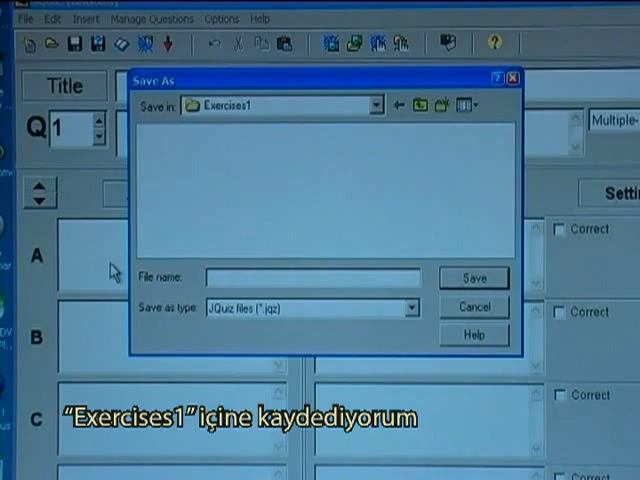 File Edit Insert Manage Questions Options Help
Title
Save As
Save in: Exercises1
Q 1
Multiple-
A
Correct
File name:
Save
Save as type: JQuiz files (*.jqz)
Cancel
Help
B
Correct
C
Correct
"Exercises1" içine kaydediyorum
Correct